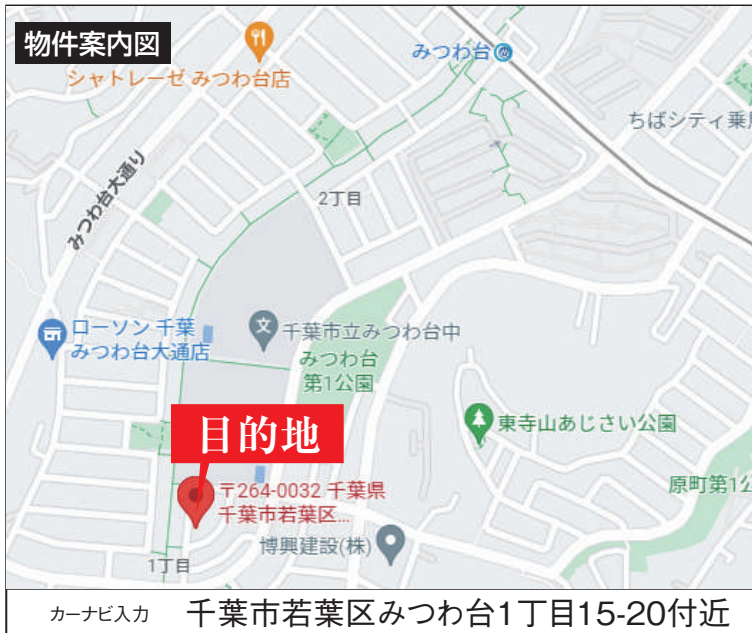 物件案内図
シャトレーゼ みつわ台店
みつわ台
ちばシティ乗馬
みつわ台大通り
2丁目
ローソン 千葉
みつわ台大通店
文
千葉市立みつわ台中
みつわ台
第1公園
目的地
東寺山あじさい公園
〒264-0032 千葉県
千葉市若葉区...
原町第1公
博興建設(株)
1丁目
カーナビ入力 千葉市若葉区みつわ台1丁目15-20付近